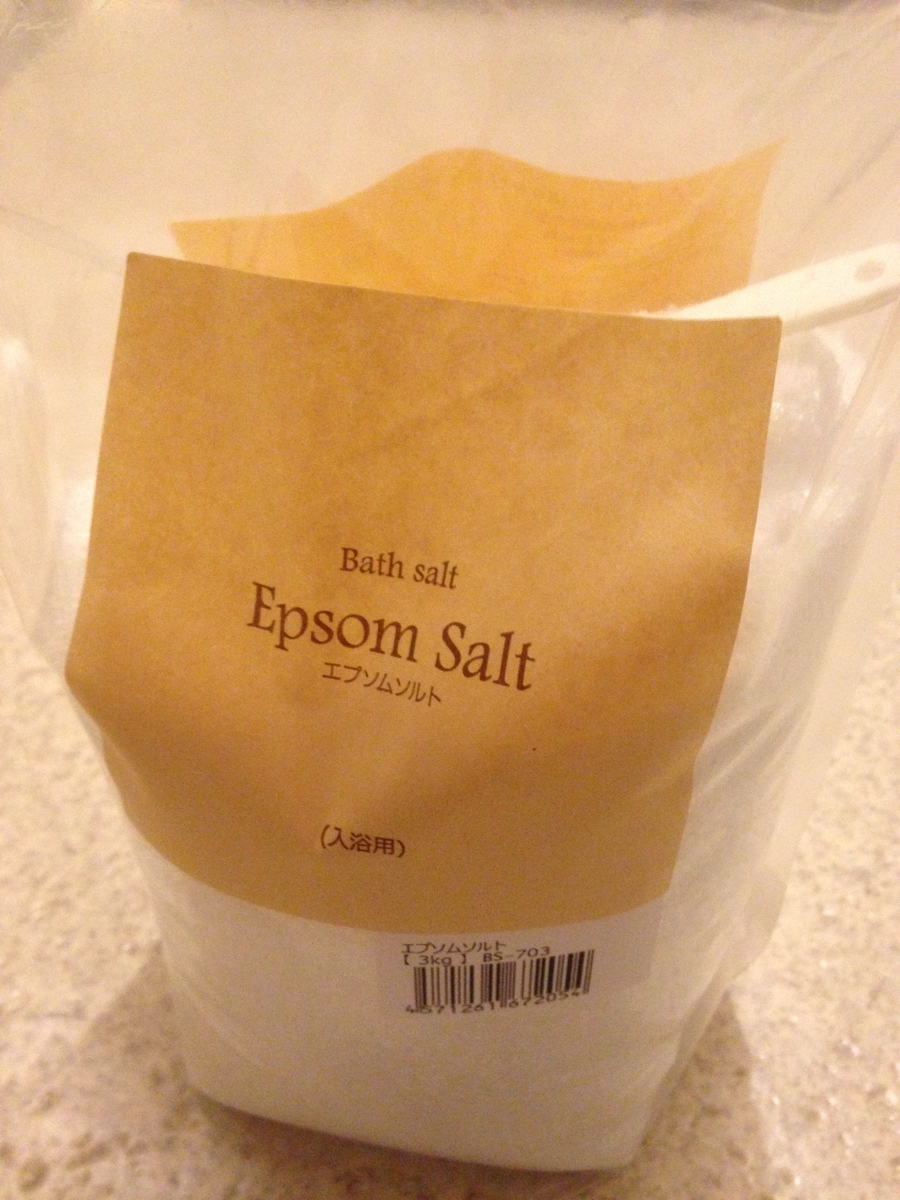 Bath salt
Epsom Salt
エプソムソルト
(入浴用)
エプソムソルト
【 3kg 】 BS-703
4571261672054